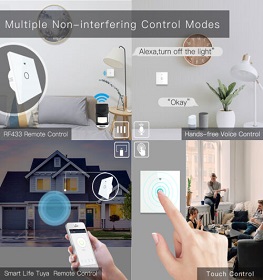 Multiple Non-interfering Control Modes
Alexa,turn off the light"
"Okay"
RF433 Remote Control
Hands-free Voice Control
Smart Life Tuya Remote Control
Touch Control